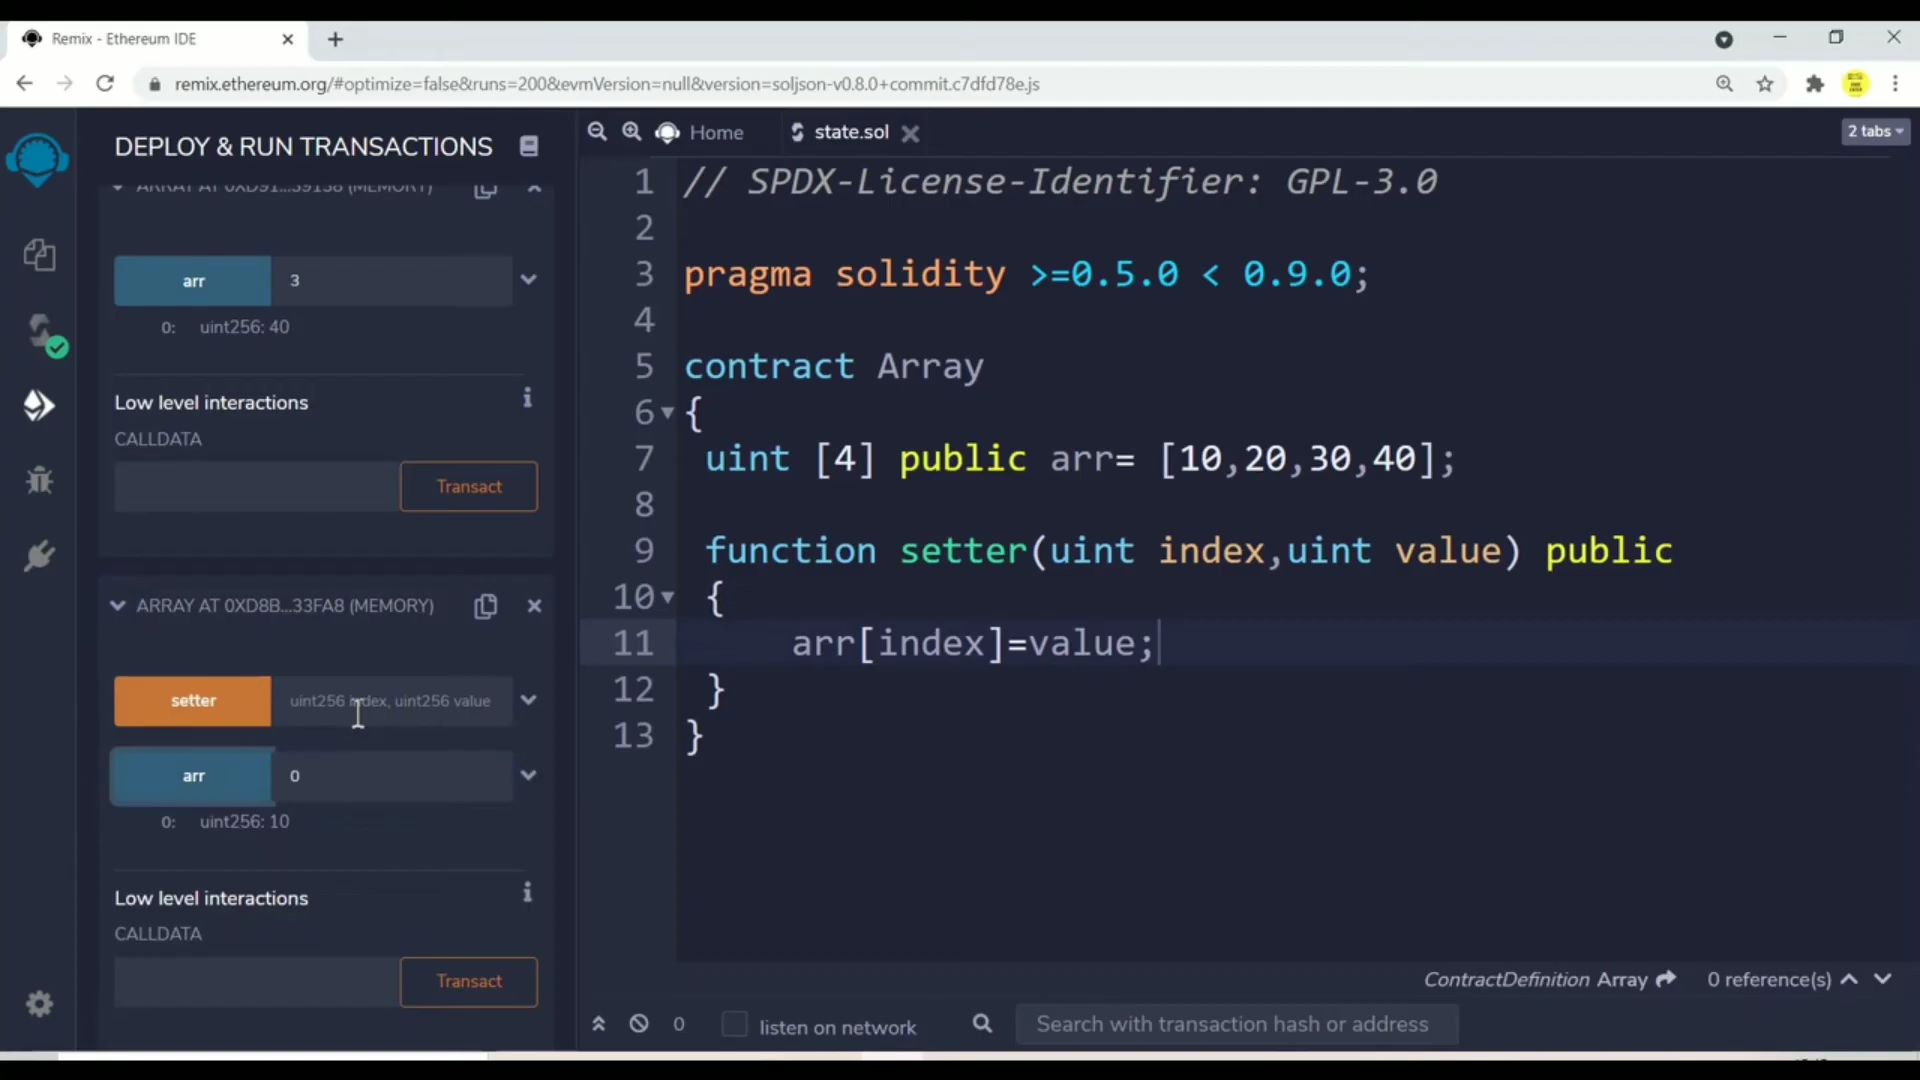 Remix - Ethereum IDE
remix.ethereum.org/#optimize=false&runs=200&evmVersion=null&version=soljson-v0.8.0+commit.c7dfd78e.js
DEPLOY & RUN TRANSACTIONS
ARRAY AT 0XD91...39138 (MEMORY)
arr 3
0: uint256: 40
Low level interactions
CALLDATA
Transact
ARRAY AT 0XD8B...33FA8 (MEMORY)
setter uint256 index, uint256 value
arr 0
0: uint256: 10
Low level interactions
CALLDATA
Transact
Home state.sol 2 tabs
1 // SPDX-License-Identifier: GPL-3.0
2
3 pragma solidity >=0.5.0 < 0.9.0;
4
5 contract Array
6 {
7 uint [4] public arr= [10,20,30,40];
8
9 function setter(uint index,uint value) public
10 {
11 arr[index]=value;
12 }
13 }
ContractDefinition Array 0 reference(s)
0 listen on network Search with transaction hash or address